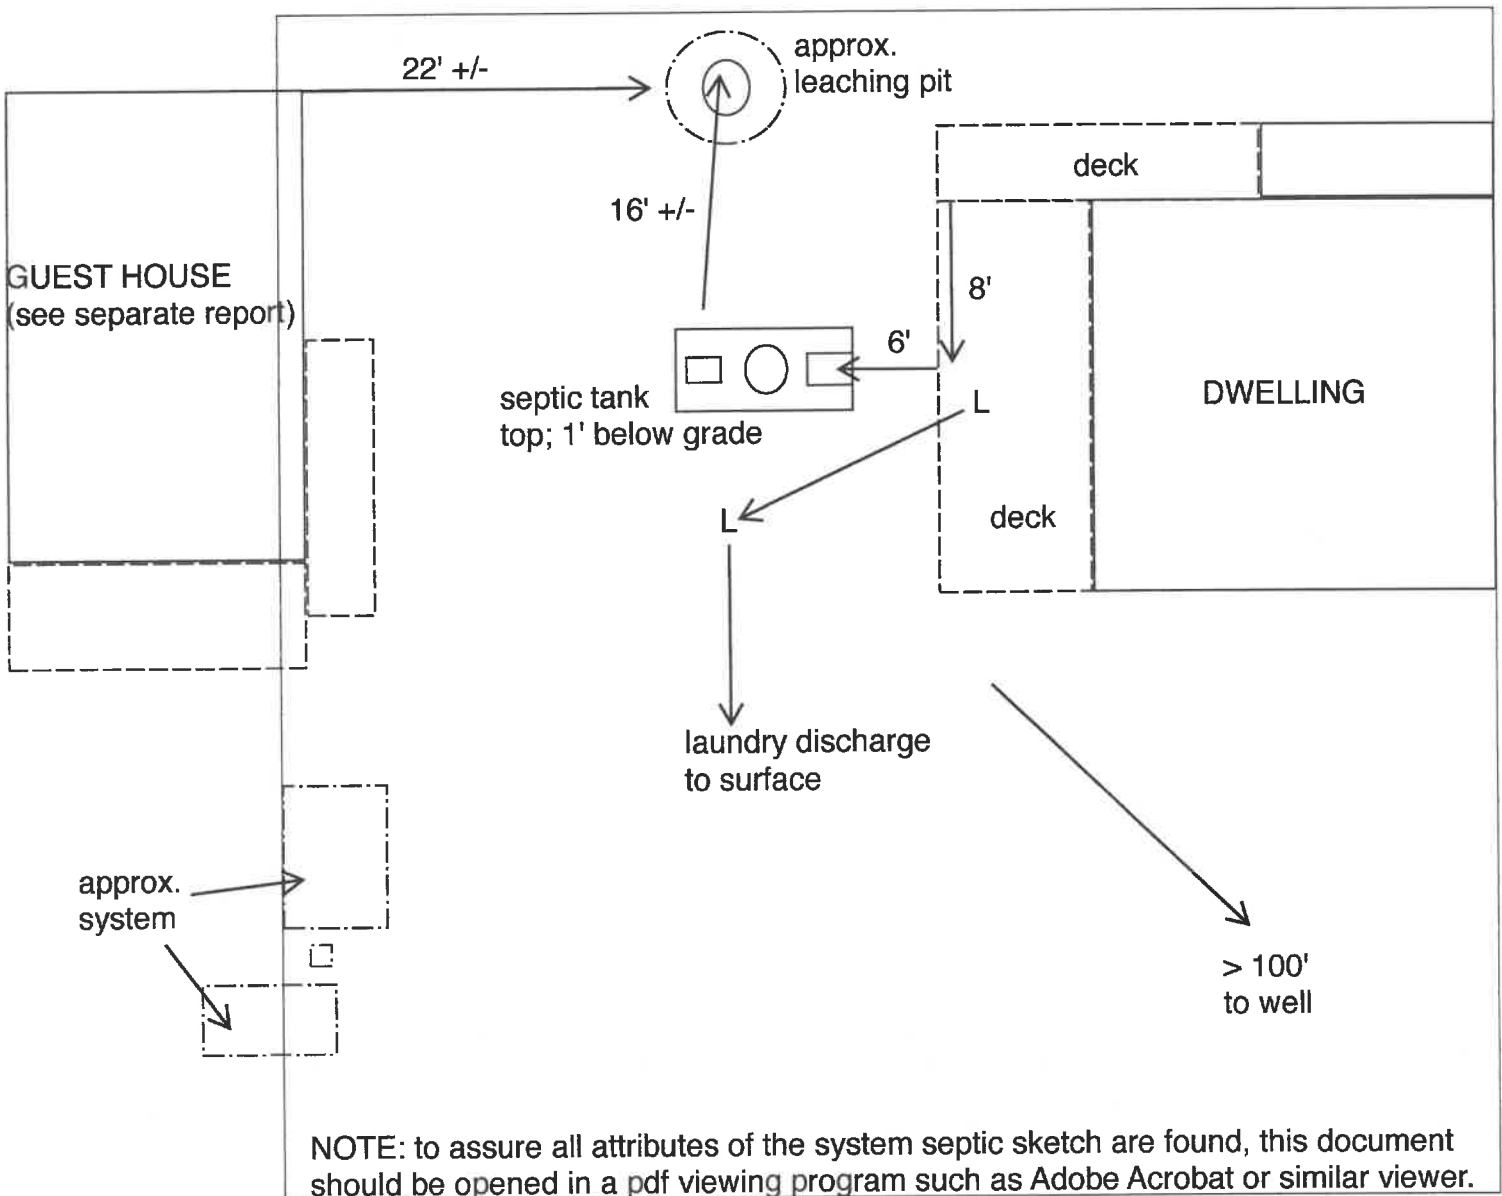 22' +/-
approx.
leaching pit
deck
16' +/-
GUEST HOUSE
(see separate report)
8'
6'
DWELLING
septic tank
top; 1' below grade
L
L
deck
laundry discharge
to surface
approx.
system
> 100'
to well
NOTE: to assure all attributes of the system septic sketch are found, this document
should be opened in a pdf viewing program such as Adobe Acrobat or similar viewer.